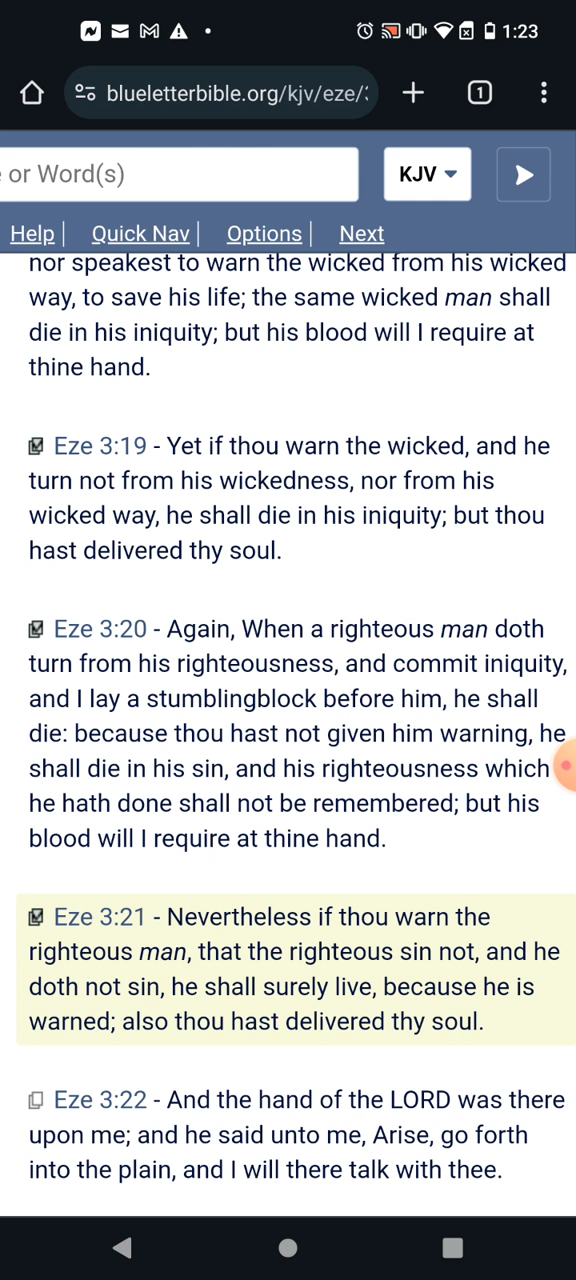 1:23
blueletterbible.org/kjv/eze/
1
or Word(s)
KJV
Help | Quick Nav | Options | Next
nor speakest to warn the wicked from his wicked
way, to save his life; the same wicked man shall
die in his iniquity; but his blood will I require at
thine hand.
Eze 3:19 - Yet if thou warn the wicked, and he
turn not from his wickedness, nor from his
wicked way, he shall die in his iniquity; but thou
hast delivered thy soul.
Eze 3:20 - Again, When a righteous man doth
turn from his righteousness, and commit iniquity,
and I lay a stumblingblock before him, he shall
die: because thou hast not given him warning, he
shall die in his sin, and his righteousness which
he hath done shall not be remembered; but his
blood will I require at thine hand.
Eze 3:21 - Nevertheless if thou warn the
righteous man, that the righteous sin not, and he
doth not sin, he shall surely live, because he is
warned; also thou hast delivered thy soul.
Eze 3:22 - And the hand of the LORD was there
upon me; and he said unto me, Arise, go forth
into the plain, and I will there talk with thee.